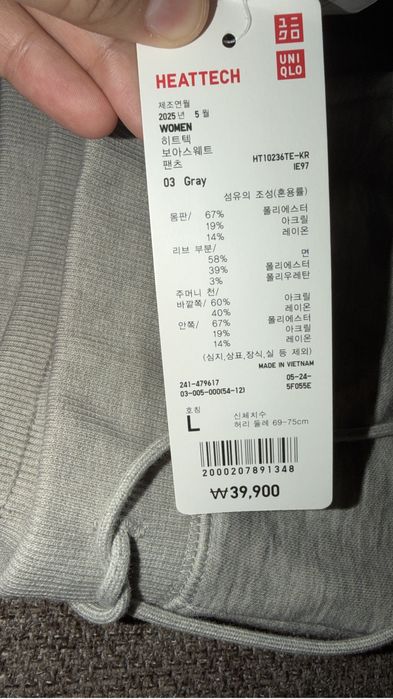 ユニ
クロ
UNI
QLO
HEATTECH
제조연월
2025년 5월
WOMEN
히트텍
보아스웨트
팬츠
HT10236TE-KR
IE97
03 Gray
섬유의 조성(혼용률)
몸판/ 67% 폴리에스터
19% 아크릴
14% 레이온
리브 부분/ 58% 면
39% 폴리에스터
3% 폴리우레탄
주머니 천/
바깥쪽/ 60% 아크릴
40% 레이온
안쪽/ 67% 폴리에스터
19% 아크릴
14% 레이온
(심지,상표,장식,실 등 제외)
MADE IN VIETNAM
241-479617 05-24-
03-005-000(54-12) 5F055E
호칭
L
신체치수
허리 둘레 69-75cm
2000207891348
₩39,900